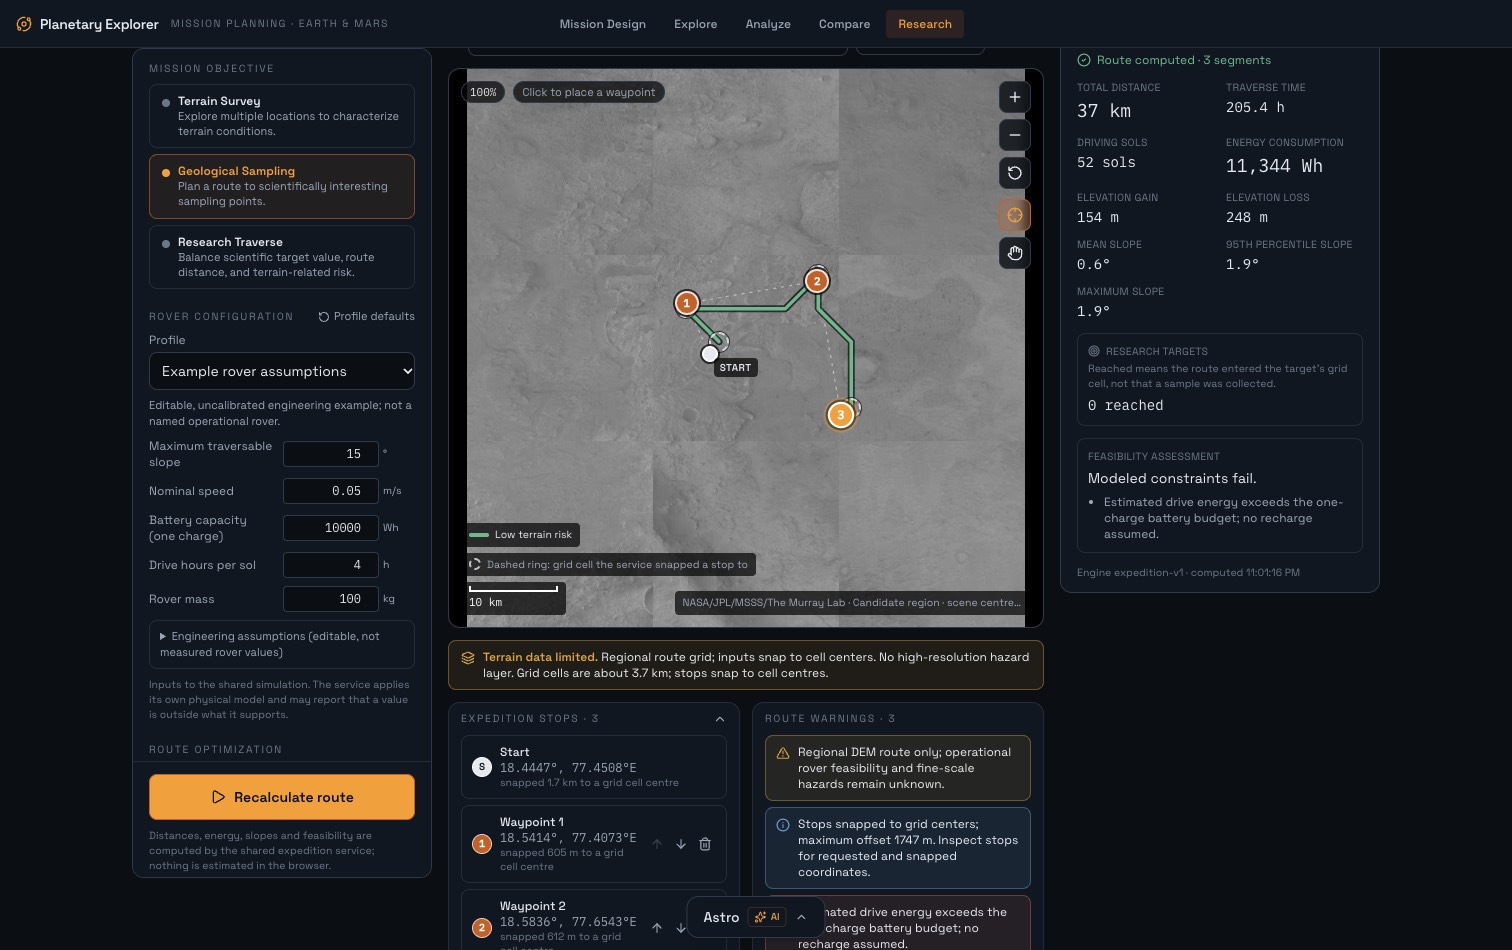 Planetary Explorer
MISSION PLANNING · EARTH & MARS
Mission Design
Explore
Analyze
Compare
Research
MISSION OBJECTIVE
Terrain Survey
Explore multiple locations to characterize
terrain conditions.
Geological Sampling
Plan a route to scientifically interesting
sampling points.
Research Traverse
Balance scientific target value, route
distance, and terrain-related risk.
ROVER CONFIGURATION
Profile defaults
Profile
Example rover assumptions
Editable, uncalibrated engineering example; not a
named operational rover.
Maximum traversable
slope
15 °
Nominal speed
0.05 m/s
Battery capacity
(one charge)
10000 Wh
Drive hours per sol
4 h
Rover mass
100 kg
Engineering assumptions (editable, not
measured rover values)
Inputs to the shared simulation. The service applies
its own physical model and may report that a value
is outside what it supports.
ROUTE OPTIMIZATION
Recalculate route
Distances, energy, slopes and feasibility are
computed by the shared expedition service;
nothing is estimated in the browser.
100%
Click to place a waypoint
1
2
START
3
Low terrain risk
Dashed ring: grid cell the service snapped a stop to
10 km
NASA/JPL/MSSS/The Murray Lab · Candidate region · scene centre…
Terrain data limited. Regional route grid; inputs snap to cell centers. No high-resolution hazard
layer. Grid cells are about 3.7 km; stops snap to cell centres.
EXPEDITION STOPS · 3
S
Start
18.4447°, 77.4508°E
snapped 1.7 km to a grid cell centre
1
Waypoint 1
18.5414°, 77.4073°E
snapped 605 m to a grid
cell centre
2
Waypoint 2
18.5836°, 77.6543°E
snapped 612 m to a grid
cell centre
ROUTE WARNINGS · 3
Regional DEM route only; operational
rover feasibility and fine-scale
hazards remain unknown.
Stops snapped to grid centers;
maximum offset 1747 m. Inspect stops
for requested and snapped
coordinates.
drive energy exceeds the
charge battery budget; no
recharge assumed.
Astro
AI
Route computed · 3 segments
TOTAL DISTANCE
37 km
TRAVERSE TIME
205.4 h
DRIVING SOLS
52 sols
ENERGY CONSUMPTION
11,344 Wh
ELEVATION GAIN
154 m
ELEVATION LOSS
248 m
MEAN SLOPE
0.6°
95TH PERCENTILE SLOPE
1.9°
MAXIMUM SLOPE
1.9°
RESEARCH TARGETS
Reached means the route entered the target's grid
cell, not that a sample was collected.
0 reached
FEASIBILITY ASSESSMENT
Modeled constraints fail.
• Estimated drive energy exceeds the one-
charge battery budget; no recharge
assumed.
Engine expedition-v1 · computed 11:01:16 PM